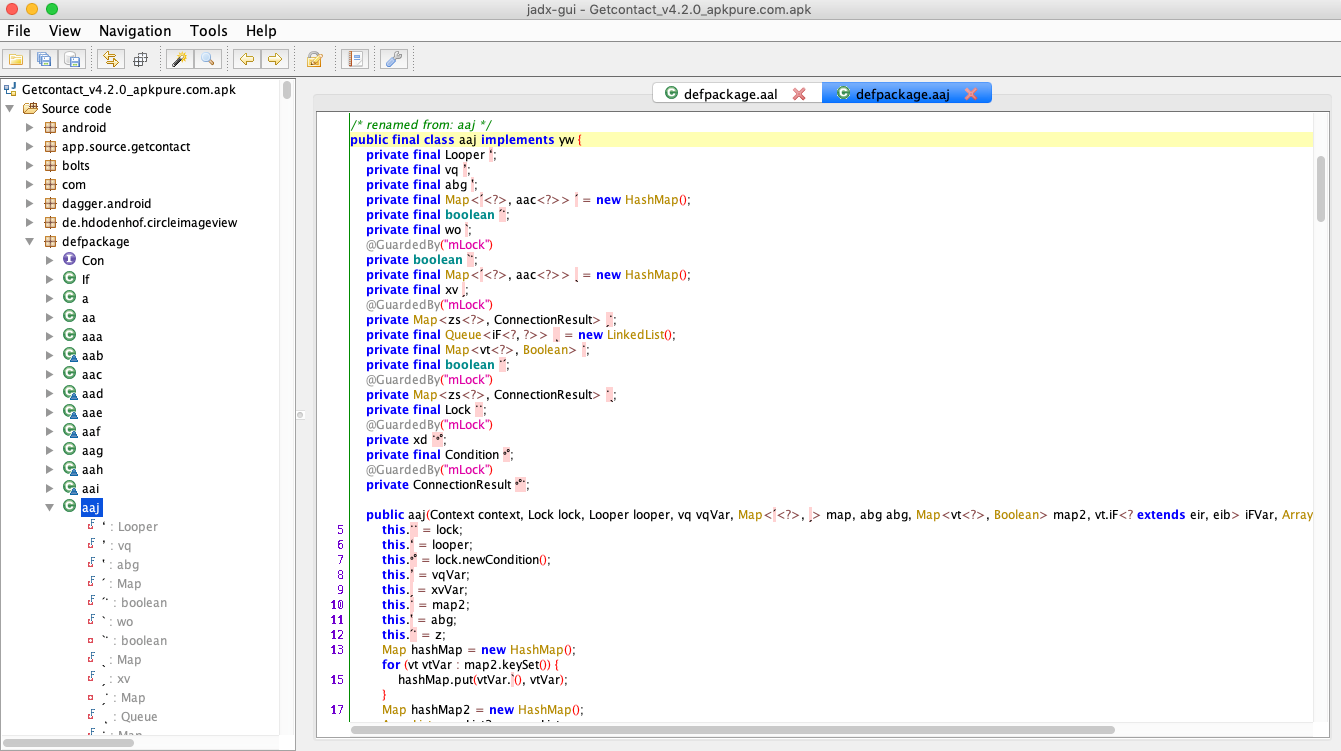 jadx-gui - Getcontact_v4.2.0_apkpure.com.apk
File View Navigation Tools Help
Getcontact_v4.2.0_apkpure.com.apk
Source code
android
app.source.getcontact
bolts
com
dagger.android
de.hdodenhof.circleimageview
defpackage
Con
If
a
aa
aaa
aab
aac
aad
aae
aaf
aag
aah
aai
aaj
: Looper
: vq
: abg
: Map
: boolean
: wo
: boolean
: Map
: xv
: Map
: Queue
: Map
defpackage.aal
defpackage.aaj
/* renamed from: aaj */
public final class aaj implements yw {
private final Looper ;
private final vq ;
private final abg ;
private final Map<<?>, aac<?>> = new HashMap();
private final boolean ;
private final wo ;
@GuardedBy("mLock")
private boolean ;
private final Map<<?>, aac<?>> = new HashMap();
private final xv ;
@GuardedBy("mLock")
private Map<zs<?>, ConnectionResult> ;
private final Queue<iF<?, ?>> = new LinkedList();
private final Map<vt<?>, Boolean> ;
private final boolean ;
@GuardedBy("mLock")
private Map<zs<?>, ConnectionResult> ;
private final Lock ;
@GuardedBy("mLock")
private xd ;
private final Condition ;
@GuardedBy("mLock")
private ConnectionResult ;
public aaj(Context context, Lock lock, Looper looper, vq vqVar, Map<<?>, > map, abg abg, Map<vt<?>, Boolean> map2, vt.iF<? extends eir, eib> iFVar, Array
5 this. = lock;
6 this. = looper;
7 this. = lock.newCondition();
8 this. = vqVar;
9 this. = xvVar;
10 this. = map2;
11 this. = abg;
12 this. = z;
13 Map hashMap = new HashMap();
for (vt vtVar : map2.keySet()) {
15 hashMap.put(vtVar.(), vtVar);
}
17 Map hashMap2 = new HashMap();